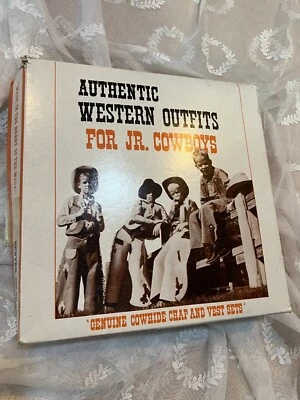 AUTHENTIC
WESTERN OUTFITS
FOR JR. COWBOYS
"GENUINE COWHIDE CHAP AND VEST SETS"